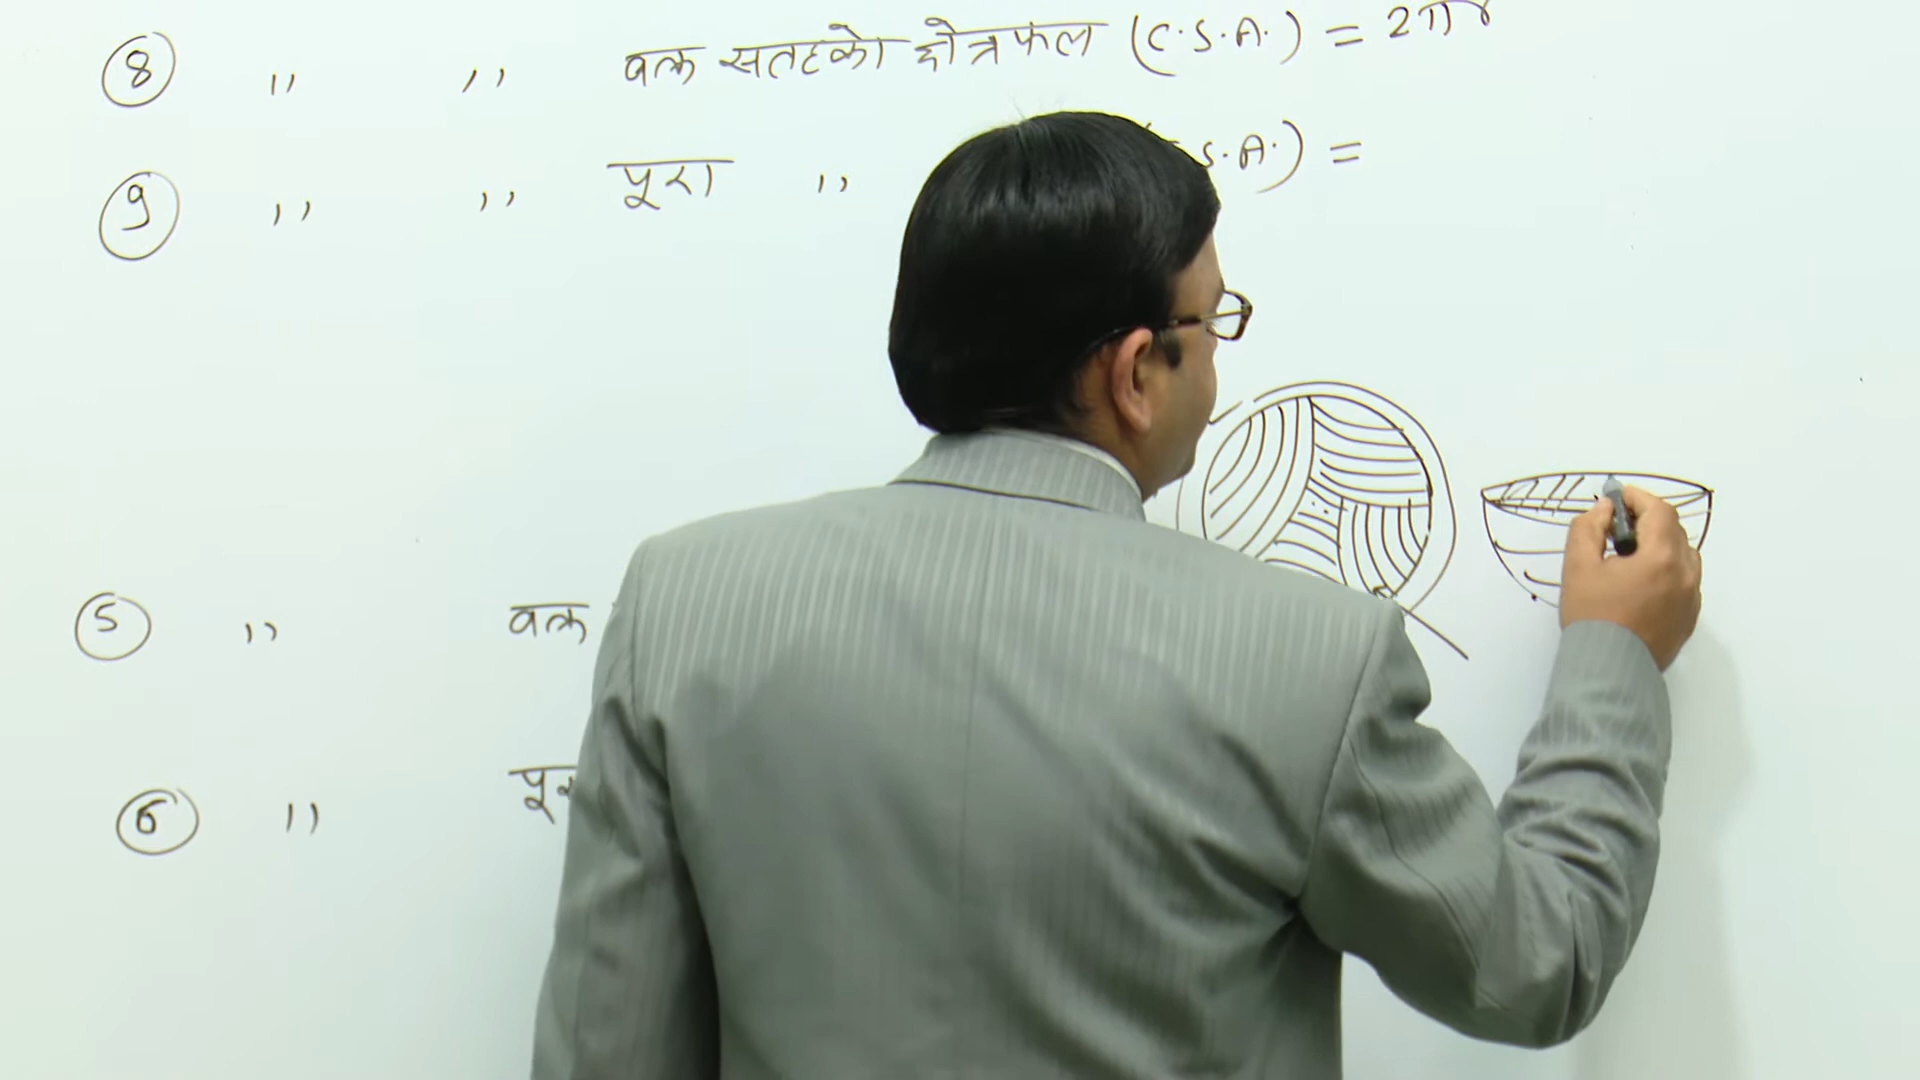 ⑧ ,, ,, वक्र सतहको क्षेत्रफल (C.S.A.) = 2πr
⑨ ,, ,, पूरा ,, S.A.) =
⑤ ,, वक्र
⑥ ,,